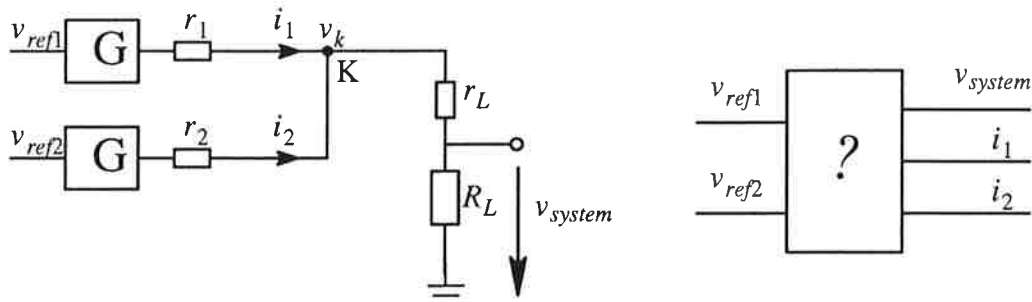 v_ref1 G r_1 i_1 v_k
K
r_L
v_ref2 G r_2 i_2
R_L
v_system
v_ref1
v_ref2
?
v_system
i_1
i_2